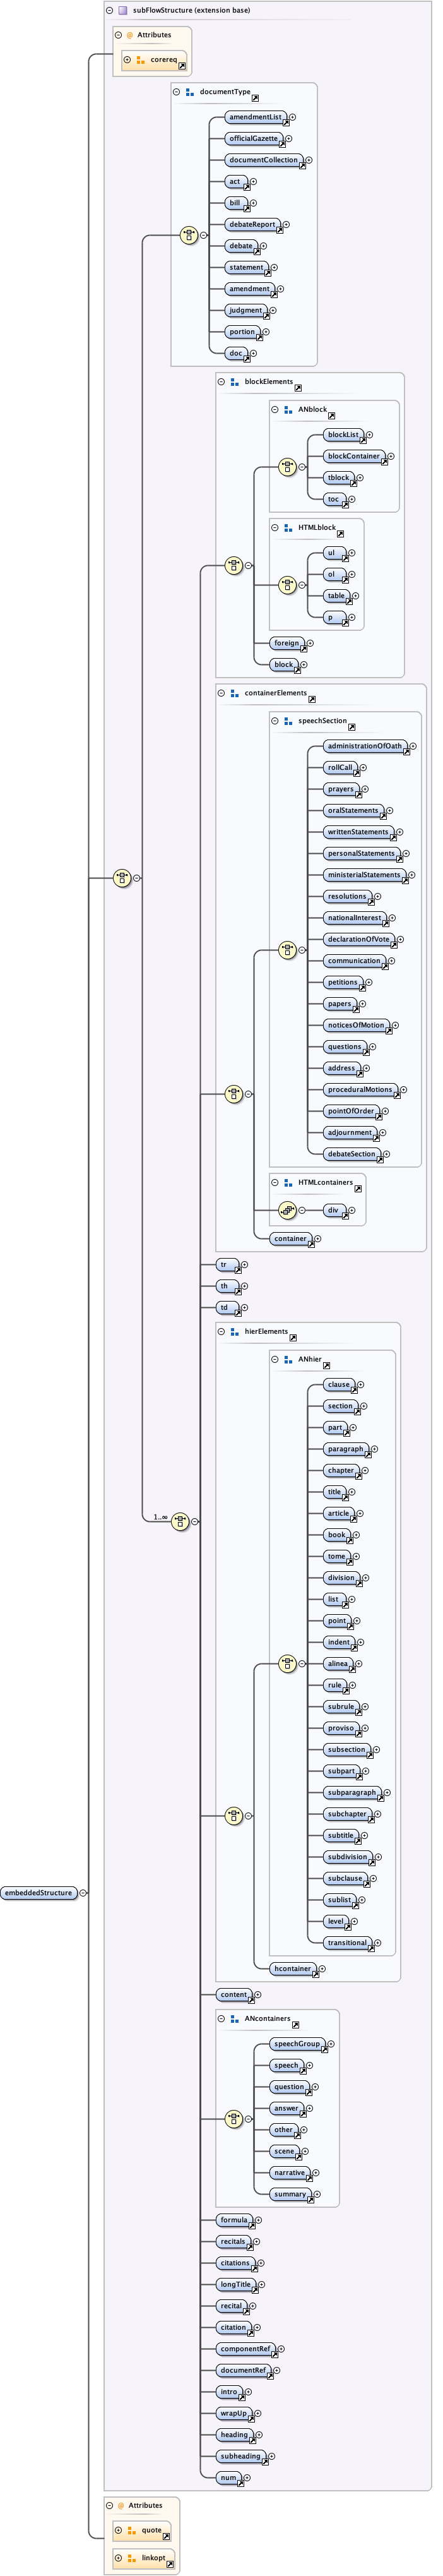 subFlowStructure (extension base)
Attributes
corereq
documentType
amendmentList
officialGazette
documentCollection
act
bill
debateReport
debate
statement
amendment
judgment
portion
doc
blockElements
ANblock
blockList
blockContainer
tblock
toc
HTMLblock
ul
ol
table
p
foreign
block
containerElements
speechSection
administrationOfOath
rollCall
prayers
oralStatements
writtenStatements
personalStatements
ministerialStatements
resolutions
nationalInterest
declarationOfVote
communication
petitions
papers
noticesOfMotion
questions
address
proceduralMotions
pointOfOrder
adjournment
debateSection
HTMLcontainers
div
container
tr
th
td
hierElements
ANhier
clause
section
part
paragraph
chapter
title
article
1..∞
book
tome
division
list
point
indent
alinea
rule
subrule
proviso
subsection
subpart
subparagraph
subchapter
subtitle
subdivision
subclause
embeddedStructure
sublist
level
transitional
hcontainer
content
ANcontainers
speechGroup
speech
question
answer
other
scene
narrative
summary
formula
recitals
citations
longTitle
recital
citation
componentRef
documentRef
intro
wrapUp
heading
subheading
num
Attributes
quote
linkopt